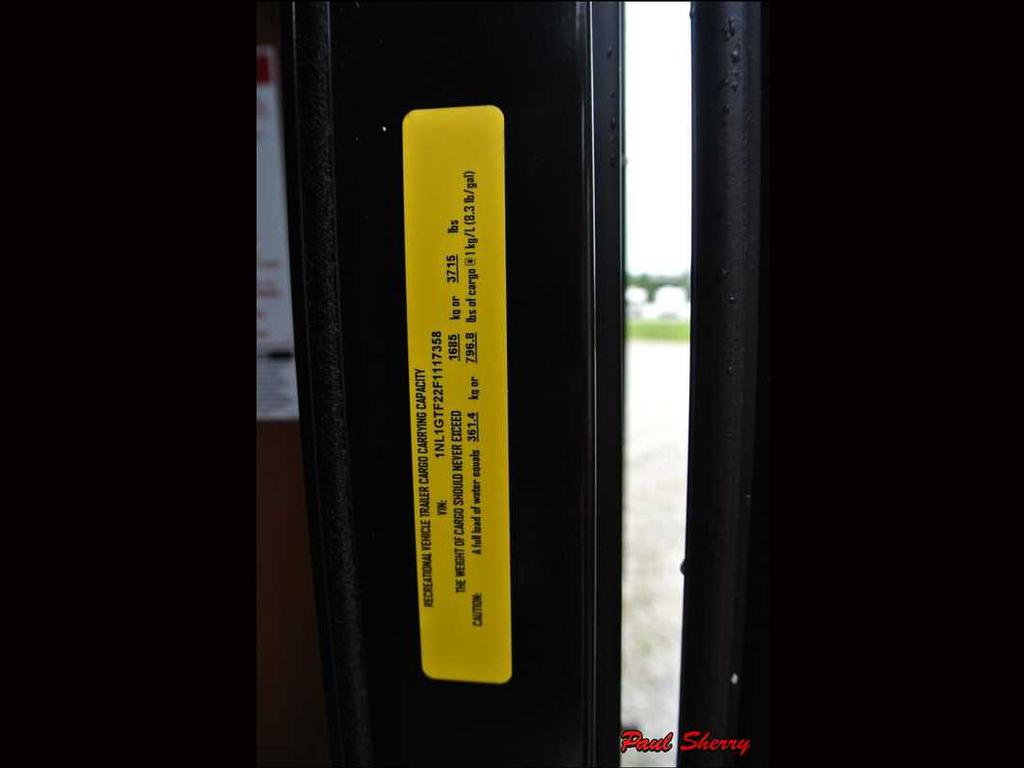 RECREATIONAL VEHICLE TRAILER CARGO CARRYING CAPACITY
VIN: 1NL1GTF22F1117358
THE WEIGHT OF CARGO SHOULD NEVER EXCEED 1685 kg or 3715 lbs
CAUTION: A full load of water equals 361.4 kg or 796.8 lbs of cargo @ 1 kg/L (8.3 lb/gal)
Paul Sherry